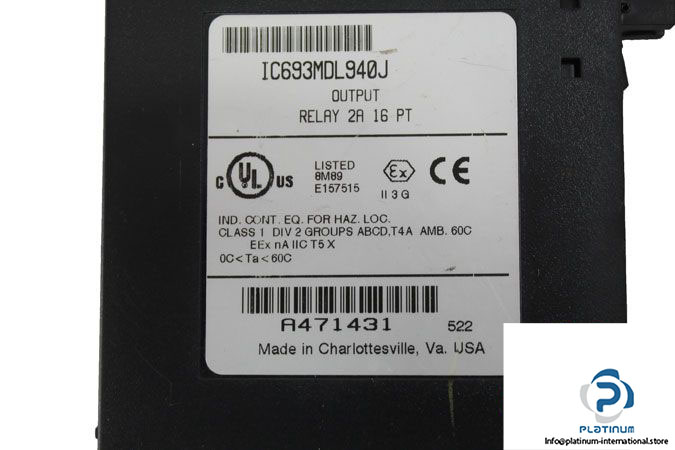 IC693MDL940J
OUTPUT
RELAY 2A 16 PT
C UL US
LISTED
8M89
E157515
Ex
II 3 G
CE
IND. CONT. EQ. FOR HAZ. LOC.
CLASS 1 DIV 2 GROUPS ABCD,T4A AMB. 60C
EEx nA IIC T5 X
0C < Ta < 60C
A471431
522
Made in Charlottesville, Va. USA
PLATINUM
info@platinum-international.store